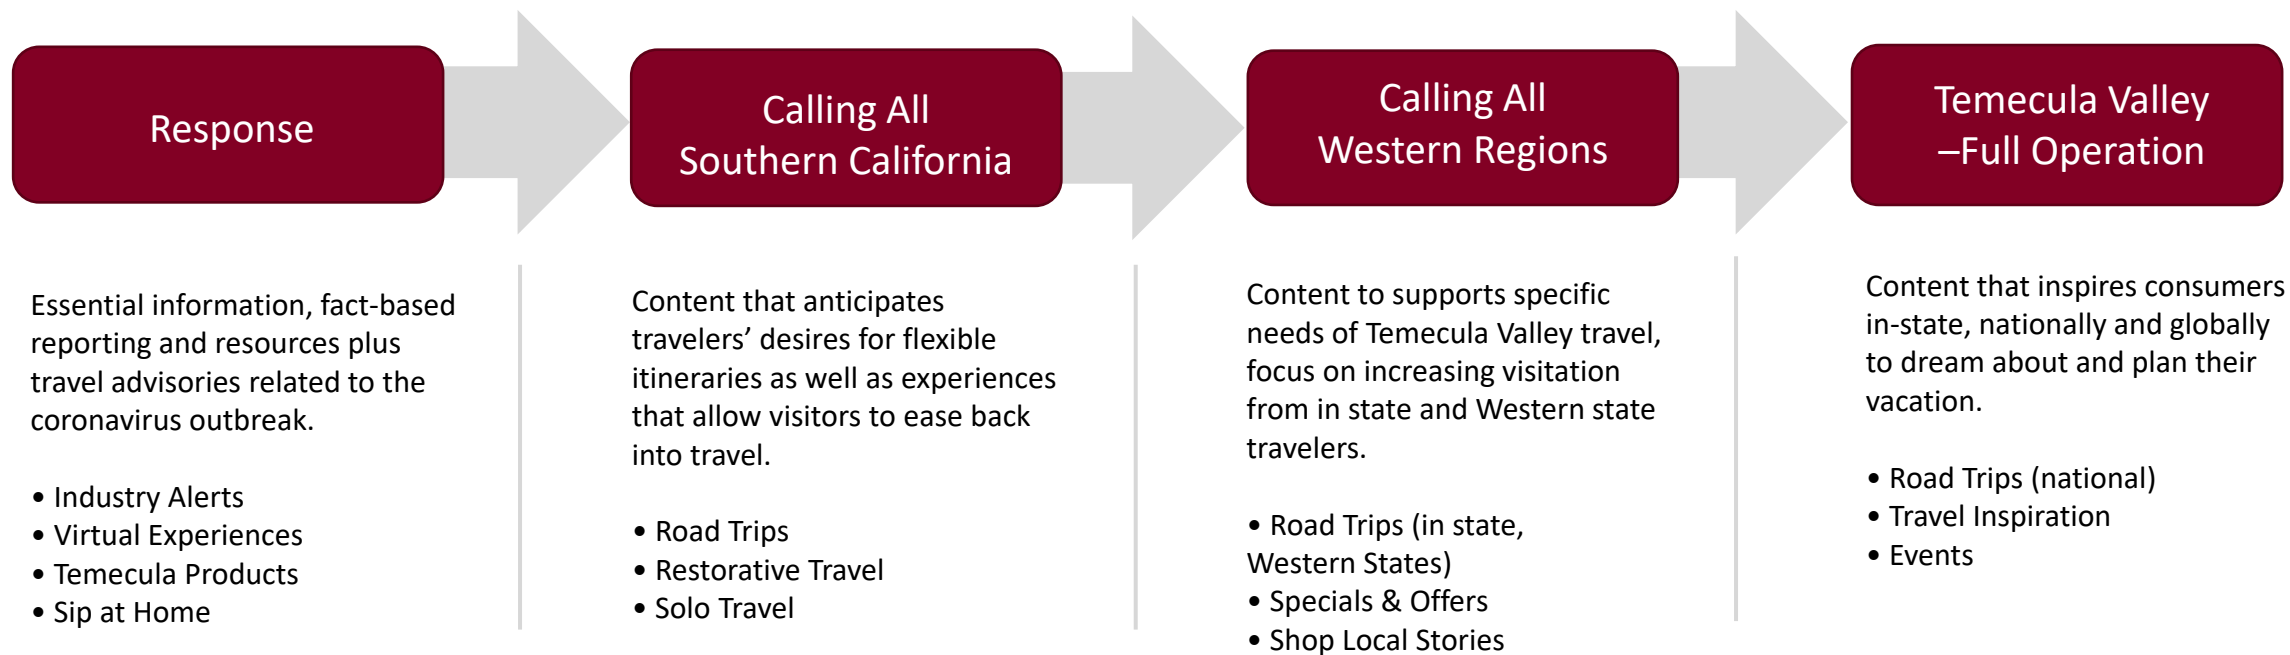 Response
Calling All
Southern California
Calling All
Western Regions
Temecula Valley
–Full Operation
Essential information, fact-based
reporting and resources plus
travel advisories related to the
coronavirus outbreak.
• Industry Alerts
• Virtual Experiences
• Temecula Products
• Sip at Home
Content that anticipates
travelers’ desires for flexible
itineraries as well as experiences
that allow visitors to ease back
into travel.
• Road Trips
• Restorative Travel
• Solo Travel
Content to supports specific
needs of Temecula Valley travel,
focus on increasing visitation
from in state and Western state
travelers.
• Road Trips (in state,
Western States)
• Specials & Offers
• Shop Local Stories
Content that inspires consumers
in-state, nationally and globally
to dream about and plan their
vacation.
• Road Trips (national)
• Travel Inspiration
• Events